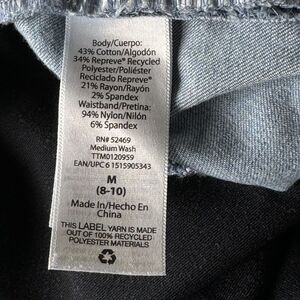 Body/Cuerpo:
43% Cotton/Algodón
34% Repreve® Recycled
Polyester/Poliéster
Reciclado Repreve®
21% Rayon/Rayón
2% Spandex
Waistband/Pretina:
94% Nylon/Nilón
6% Spandex
RN# 52469
Medium Wash
TTM0120959
EAN/UPC 6 1515905343
M
(8-10)
Made In/Hecho En
China
THIS LABEL YARN IS MADE
OUT OF 100% RECYCLED
POLYESTER MATERIALS